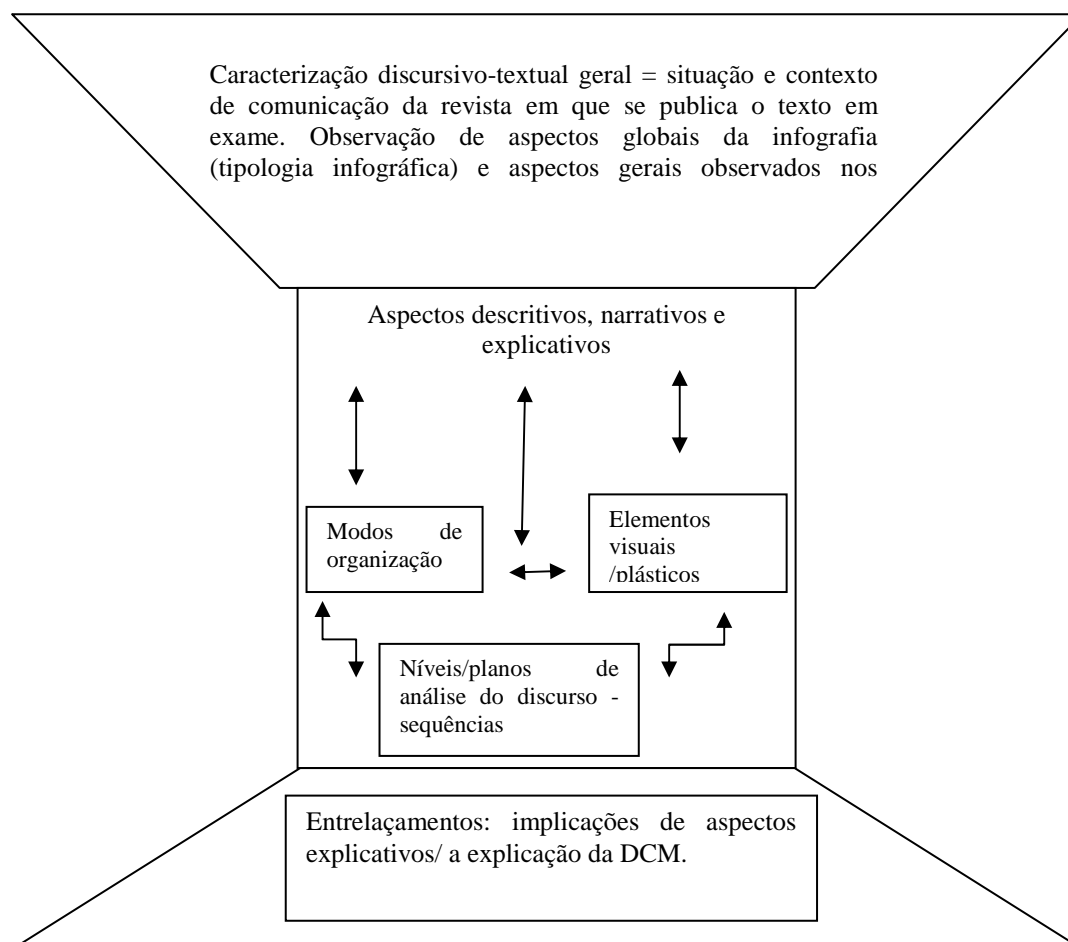 Caracterização discursivo-textual geral = situação e contexto
de comunicação da revista em que se publica o texto em
exame. Observação de aspectos globais da infografia
(tipologia infográfica) e aspectos gerais observados nos
Aspectos descritivos, narrativos e
explicativos
Modos de
organização
Elementos
visuais
/plásticos
Níveis/planos de
análise do discurso -
sequências
Entrelaçamentos: implicações de aspectos
explicativos/ a explicação da DCM.